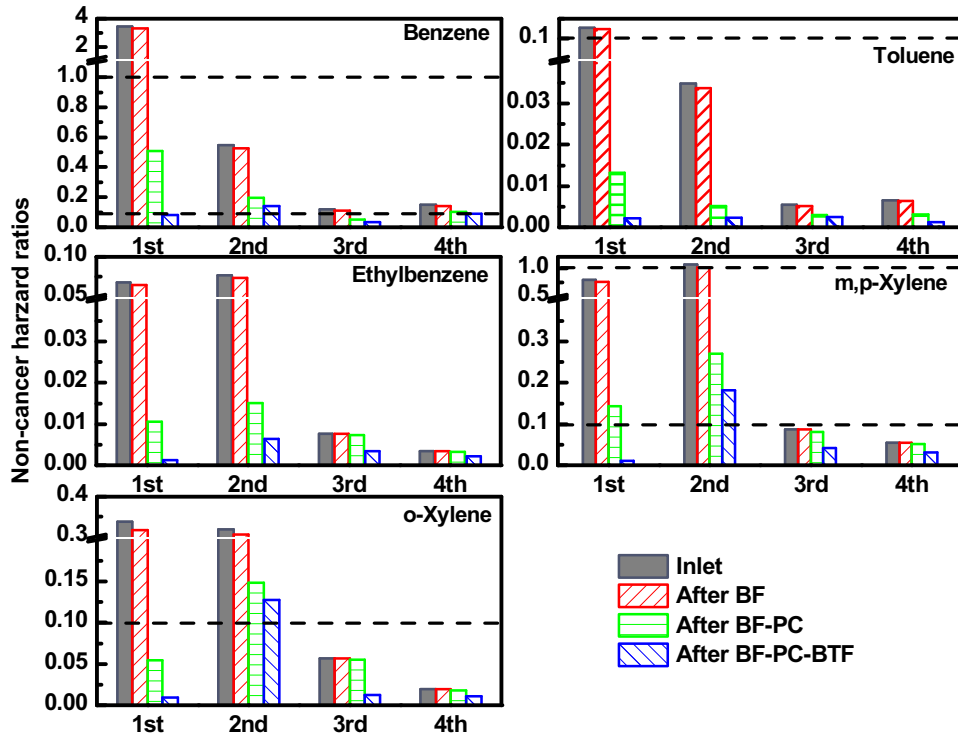 Non-cancer harzard ratios
4
2
1.0
0.8
0.6
0.4
0.2
0.0
Benzene
1st 2nd 3rd 4th
0.1
0.03
0.01
0.00
Toluene
1st 2nd 3rd 4th
0.10
0.05
0.03
0.02
0.01
0.00
Ethylbenzene
1st 2nd 3rd 4th
1.0
0.5
0.3
0.2
0.1
0.0
m,p-Xylene
1st 2nd 3rd 4th
0.4
0.3
0.15
0.10
0.05
0.00
o-Xylene
1st 2nd 3rd 4th
Inlet
After BF
After BF-PC
After BF-PC-BTF